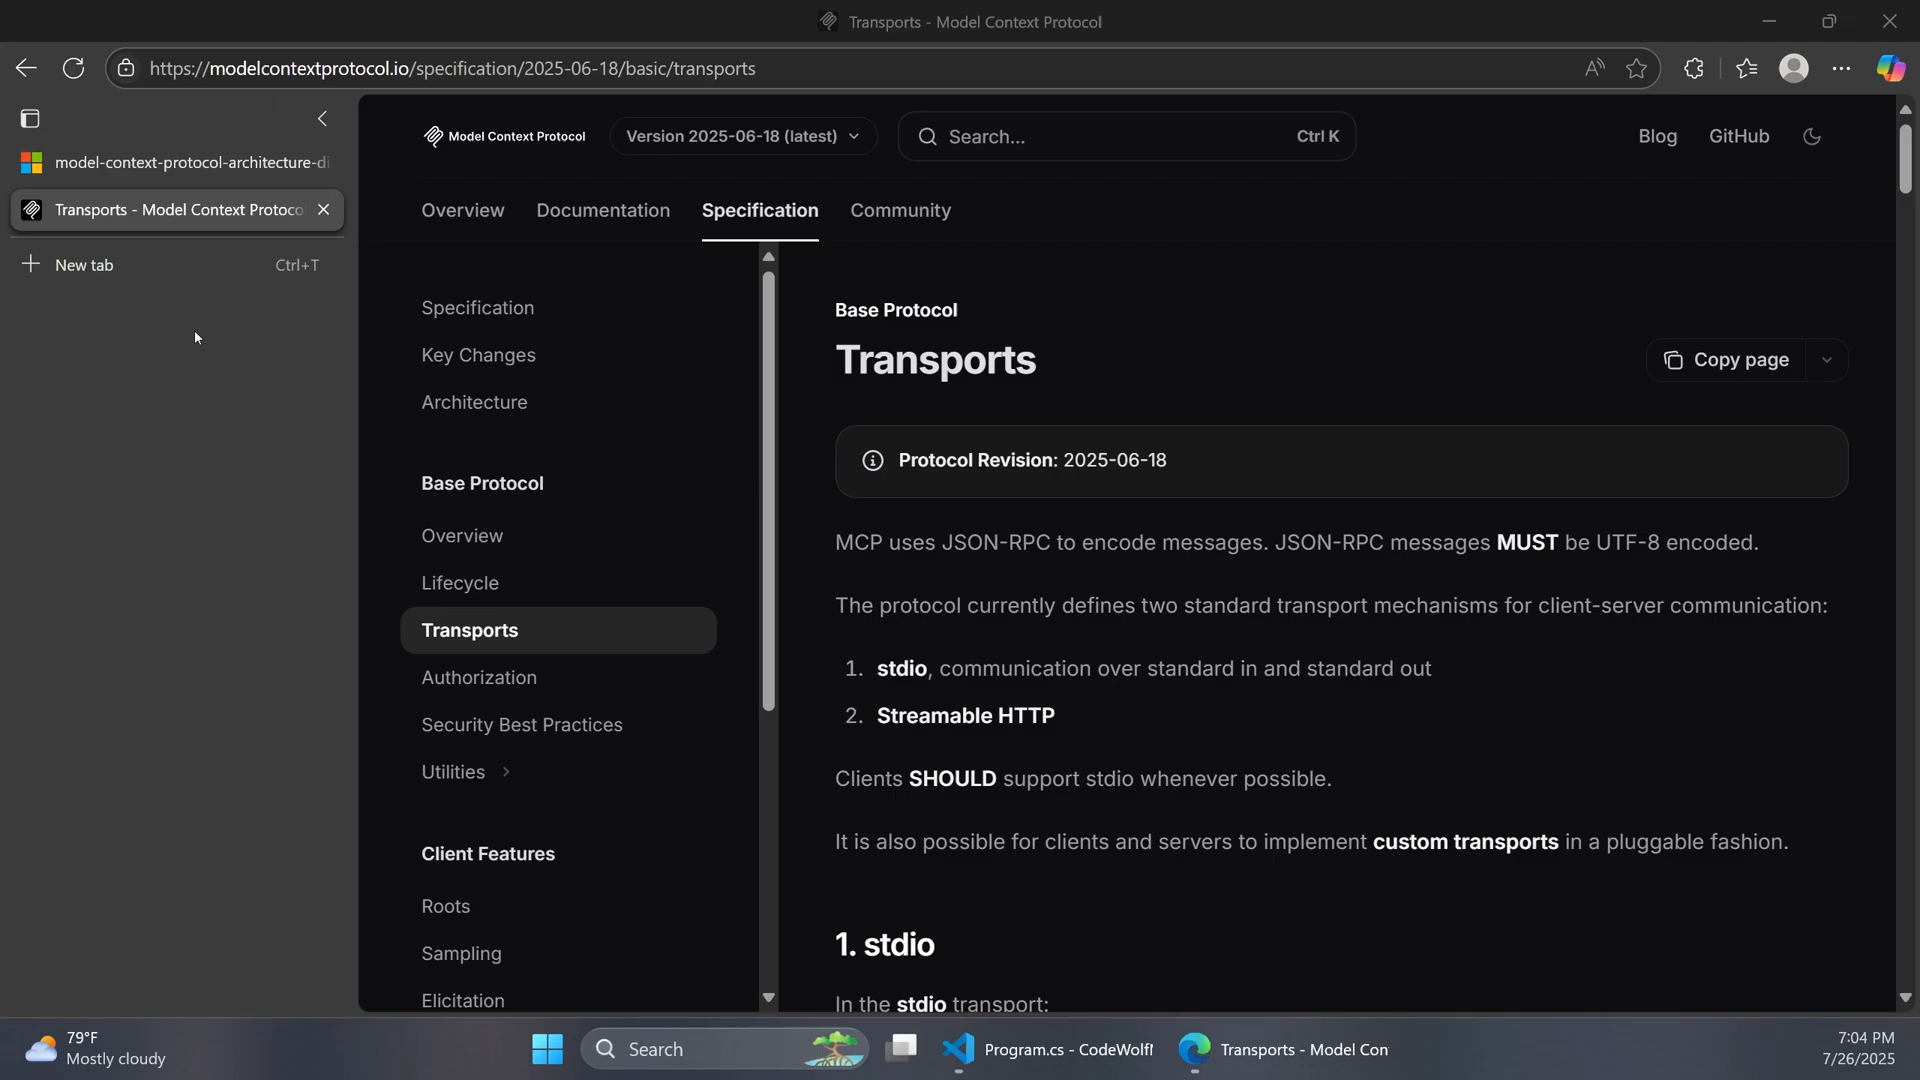 Transports - Model Context Protocol
https://modelcontextprotocol.io/specification/2025-06-18/basic/transports
model-context-protocol-architecture-di
Transports - Model Context Protoco
New tab Ctrl+T
Model Context Protocol
Version 2025-06-18 (latest)
Search...
Ctrl K
Blog
GitHub
Overview
Documentation
Specification
Community
Specification
Key Changes
Architecture
Base Protocol
Overview
Lifecycle
Transports
Authorization
Security Best Practices
Utilities
Client Features
Roots
Sampling
Elicitation
Base Protocol
Transports
Copy page
Protocol Revision: 2025-06-18
MCP uses JSON-RPC to encode messages. JSON-RPC messages MUST be UTF-8 encoded.
The protocol currently defines two standard transport mechanisms for client-server communication:
1. stdio, communication over standard in and standard out
2. Streamable HTTP
Clients SHOULD support stdio whenever possible.
It is also possible for clients and servers to implement custom transports in a pluggable fashion.
1. stdio
In the stdio transport:
79°F
Mostly cloudy
Search
Program.cs - CodeWolfl
Transports - Model Con
7:04 PM
7/26/2025